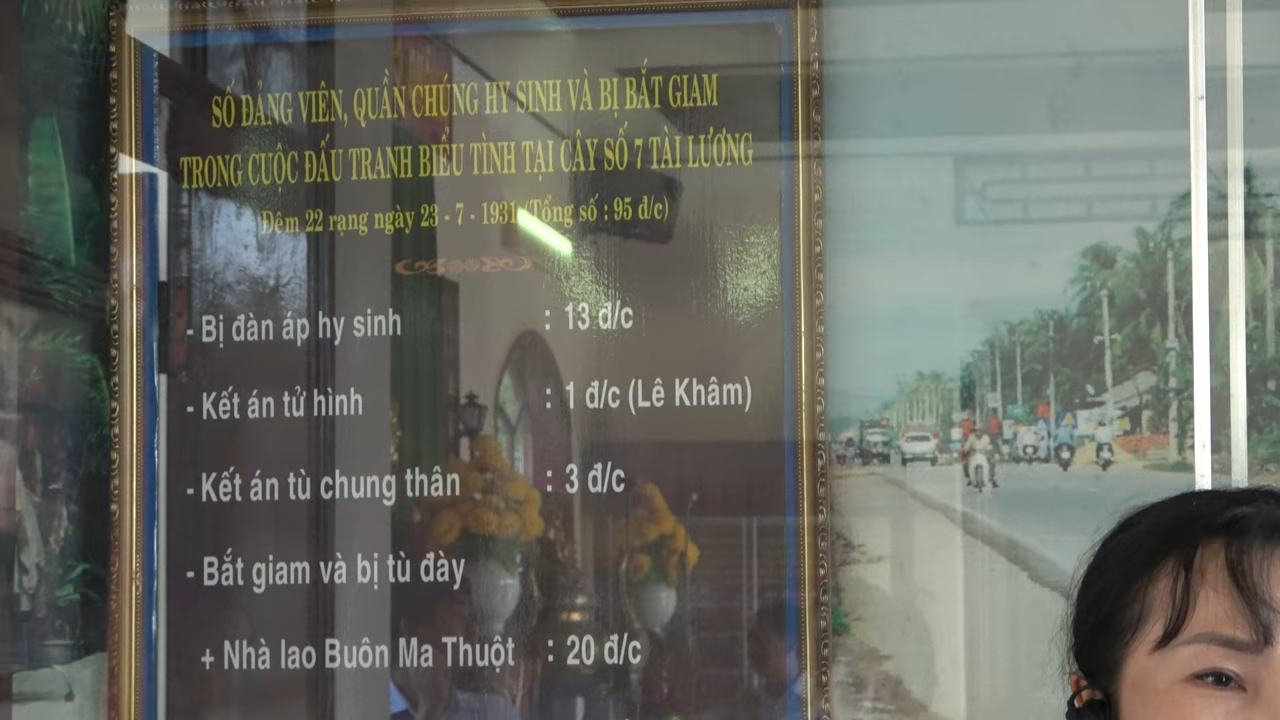 SỐ ĐẢNG VIÊN, QUẦN CHÚNG HY SINH VÀ BỊ BẮT GIAM
TRONG CUỘC ĐẤU TRANH BIỂU TÌNH TẠI CÂY SỐ 7 TÀI LƯƠNG
Đêm 22 rạng ngày 23 - 7 - 1931 (Tổng số : 95 đ/c)
- Bị đàn áp hy sinh : 13 đ/c
- Kết án tử hình : 1 đ/c (Lê Khâm)
- Kết án tù chung thân : 3 đ/c
- Bắt giam và bị tù đày
+ Nhà lao Buôn Ma Thuột : 20 đ/c